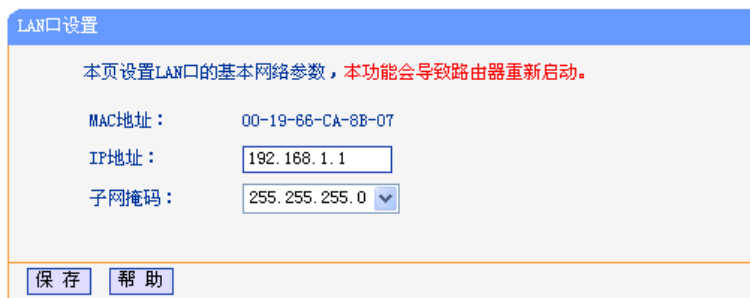 LAN口设置
本页设置LAN口的基本网络参数，本功能会导致路由器重新启动。
MAC地址： 00-19-66-CA-8B-07
IP地址： 192.168.1.1
子网掩码： 255.255.255.0
保 存 帮 助